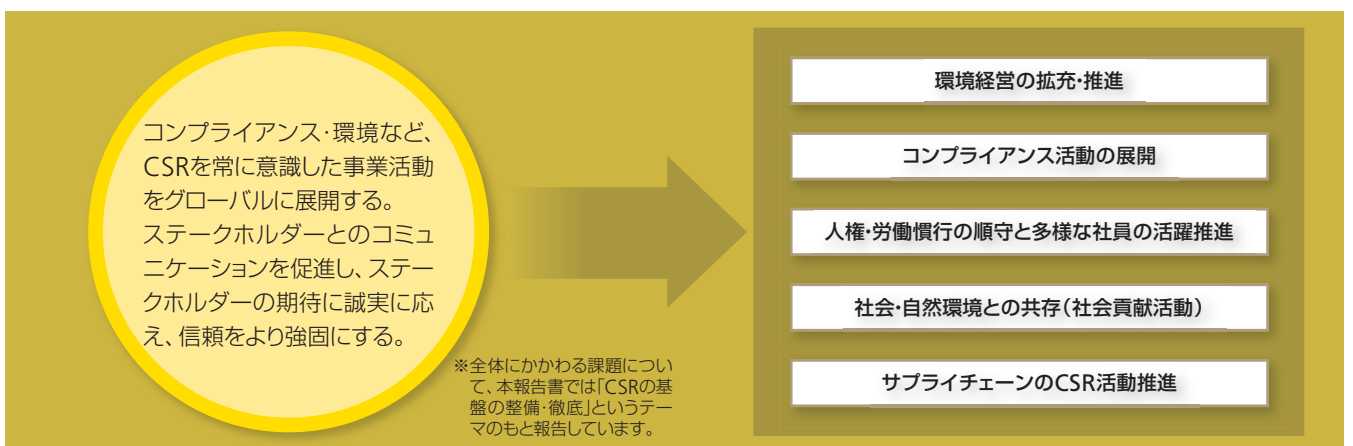 コンプライアンス・環境など、
CSRを常に意識した事業活動
をグローバルに展開する。
ステークホルダーとのコミュ
ニケーションを促進し、ステー
クホルダーの期待に誠実に応
え、信頼をより強固にする。
※全体にかかわる課題につい
て、本報告書では「CSRの基
盤の整備・徹底」というテー
マのもと報告しています。
環境経営の拡充・推進
コンプライアンス活動の展開
人権・労働慣行の順守と多様な社員の活躍推進
社会・自然環境との共存（社会貢献活動）
サプライチェーンのCSR活動推進